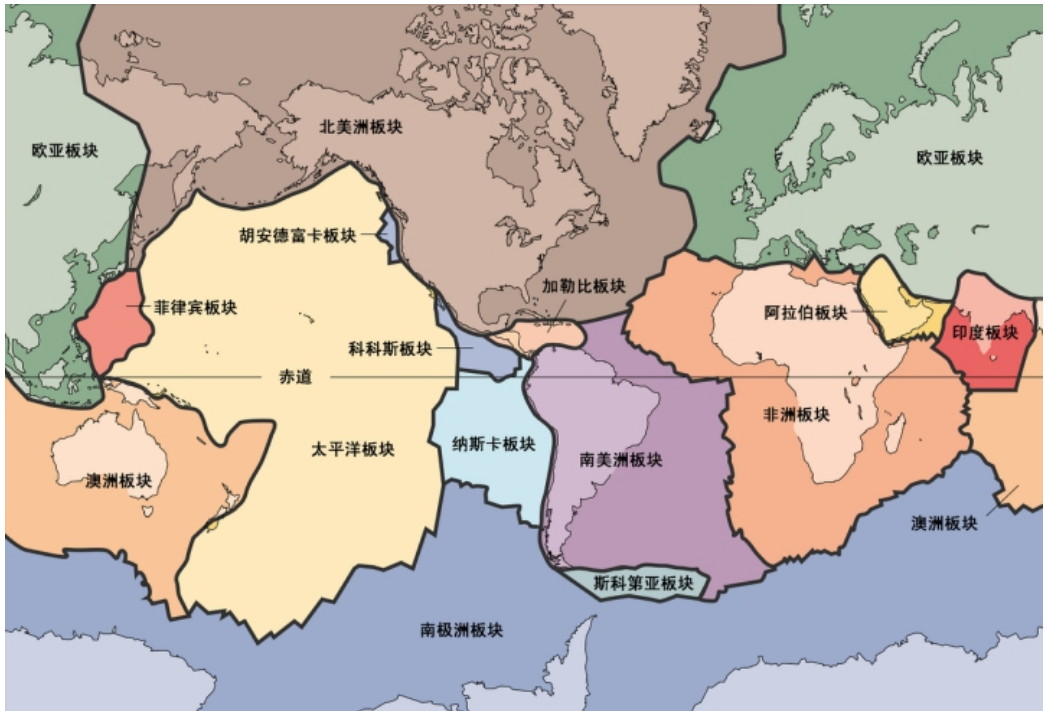 北美洲板块
欧亚板块
欧亚板块
胡安德富卡板块
加勒比板块
菲律宾板块
阿拉伯板块
印度板块
科科斯板块
赤道
非洲板块
纳斯卡板块
太平洋板块
南美洲板块
澳洲板块
澳洲板块
斯科第亚板块
南极洲板块